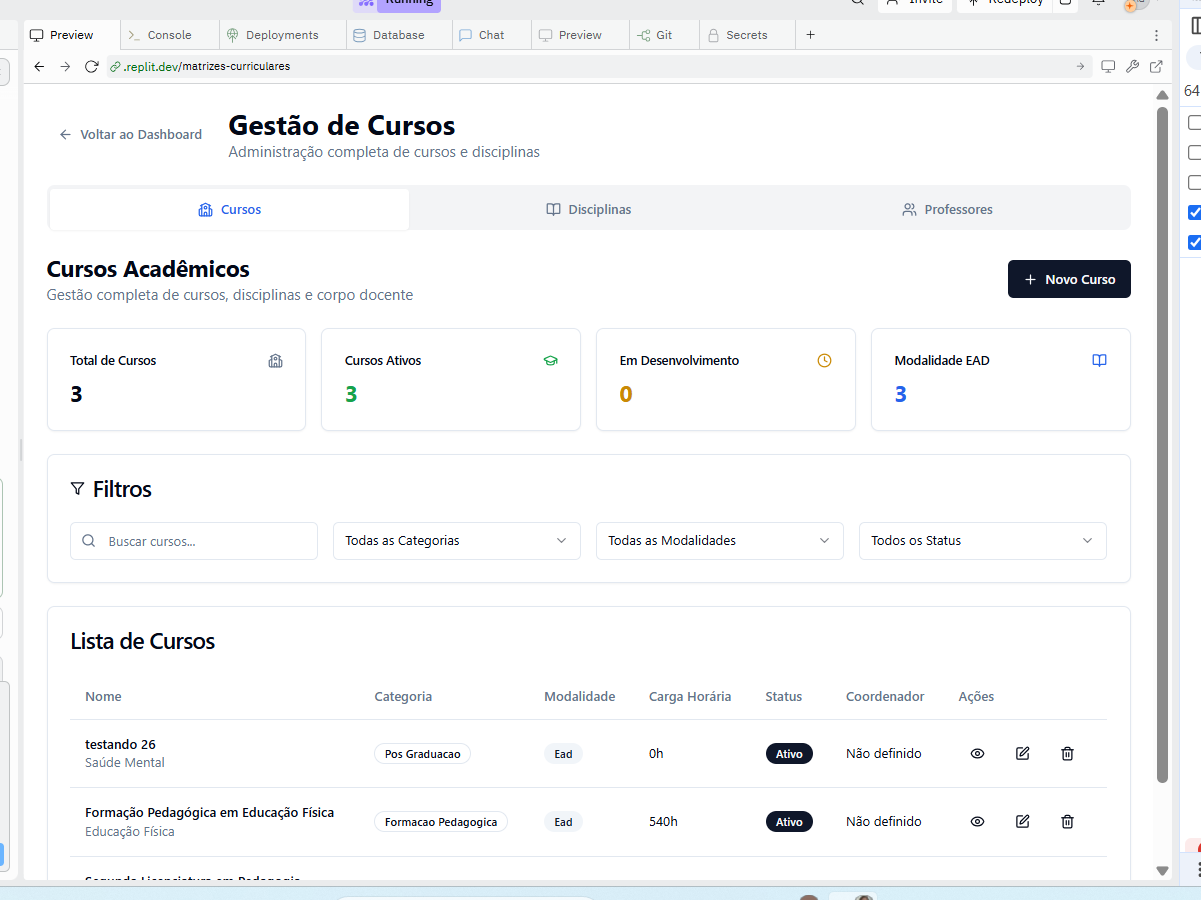 Running
Invite
Redeploy
Preview
Console
Deployments
Database
Chat
Preview
Git
Secrets
.replit.dev/matrizes-curriculares
64
Voltar ao Dashboard
Gestão de Cursos
Administração completa de cursos e disciplinas
Cursos
Disciplinas
Professores
Cursos Acadêmicos
Gestão completa de cursos, disciplinas e corpo docente
+ Novo Curso
Total de Cursos
3
Cursos Ativos
3
Em Desenvolvimento
0
Modalidade EAD
3
Filtros
Buscar cursos...
Todas as Categorias
Todas as Modalidades
Todos os Status
Lista de Cursos
Nome Categoria Modalidade Carga Horária Status Coordenador Ações
testando 26
Saúde Mental
Pos Graduacao
Ead
0h
Ativo
Não definido
Formação Pedagógica em Educação Física
Educação Física
Formacao Pedagogica
Ead
540h
Ativo
Não definido
Segunda Licenciatura em Pedagogia